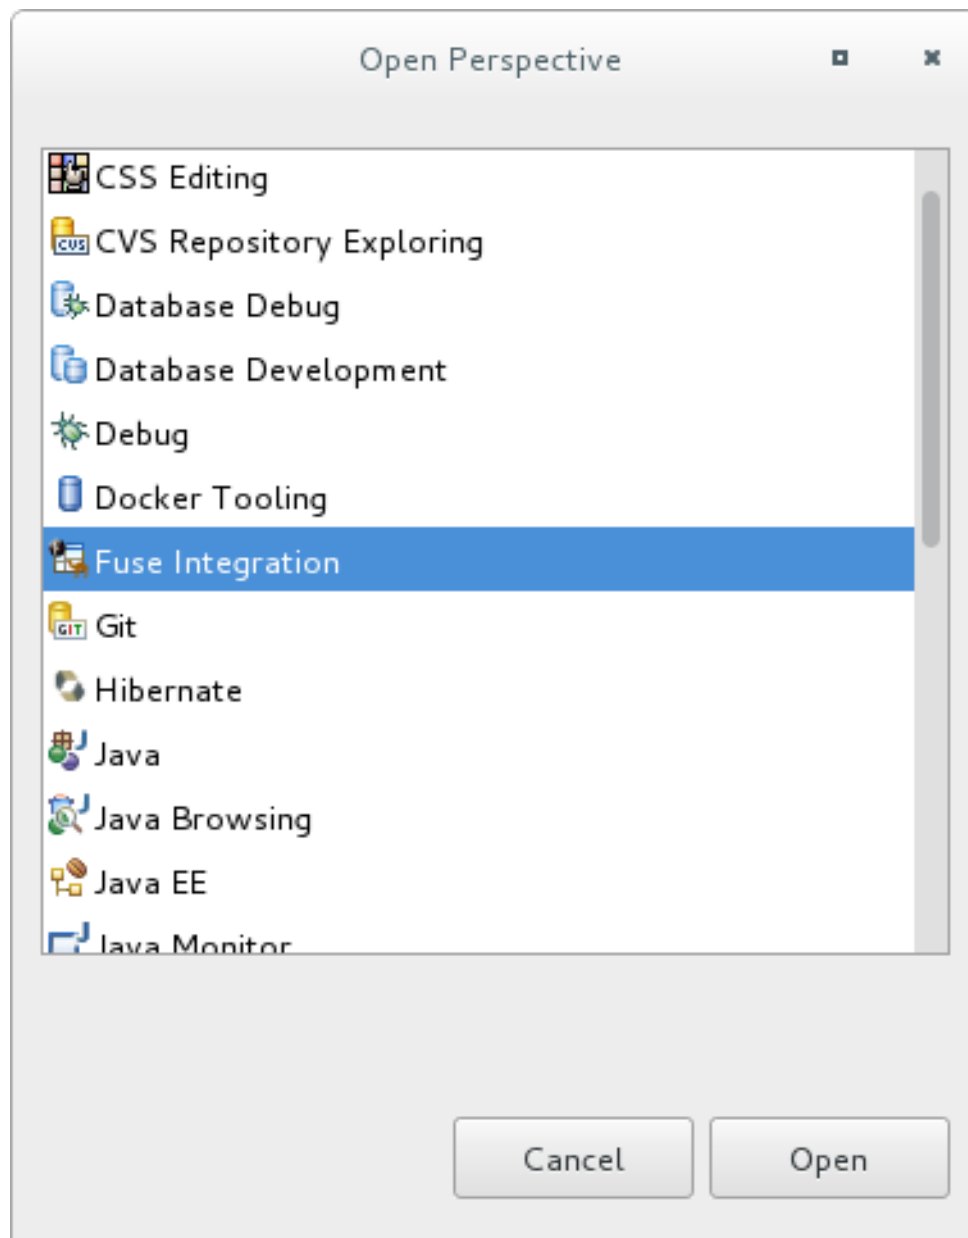 Open Perspective
CSS Editing
CVS Repository Exploring
Database Debug
Database Development
Debug
Docker Tooling
Fuse Integration
Git
Hibernate
Java
Java Browsing
Java EE
Java Monitor
Cancel
Open